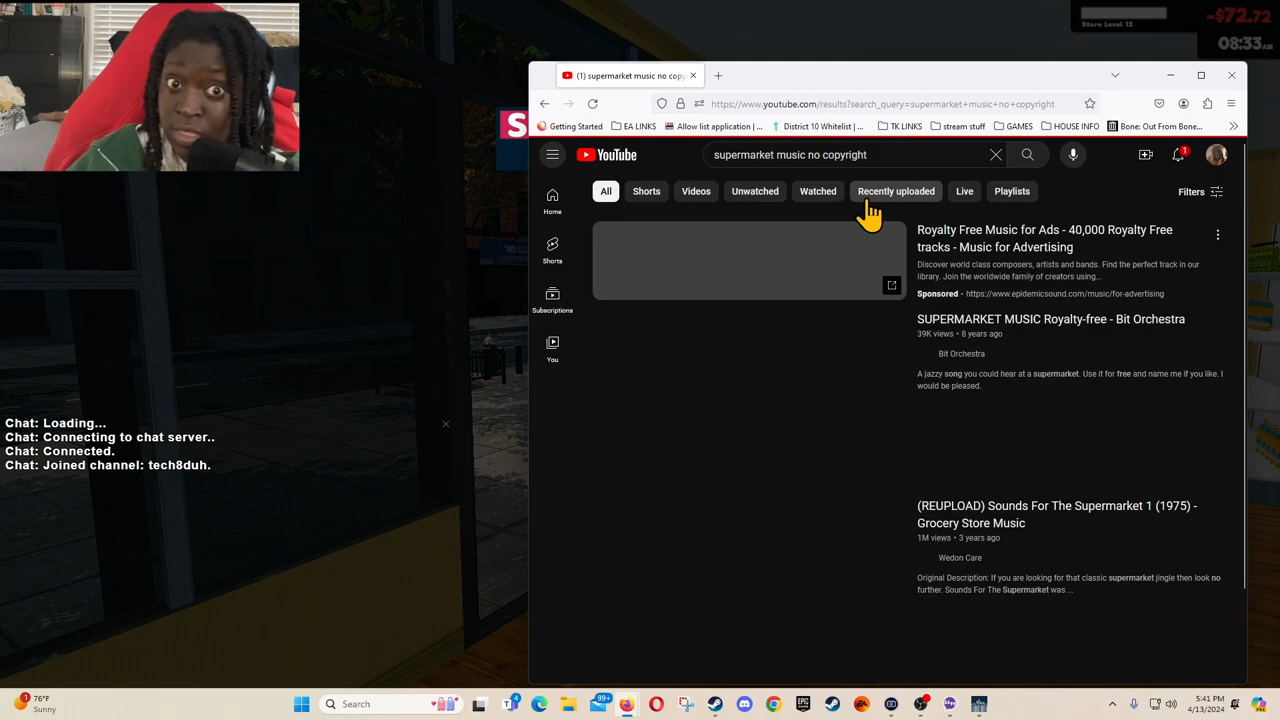 -$72.72
Store Level 13
08:33AM
S
(1) supermarket music no copy
https://www.youtube.com/results?search_query=supermarket+music+no+copyright
Getting Started
EA LINKS
Allow list application | ...
District 10 Whitelist | ...
TK LINKS
stream stuff
GAMES
HOUSE INFO
Bone: Out From Bone...
YouTube
supermarket music no copyright
1
All
Shorts
Videos
Unwatched
Watched
Recently uploaded
Live
Playlists
Filters
Home
Shorts
Subscriptions
You
Royalty Free Music for Ads - 40,000 Royalty Free
tracks - Music for Advertising
Discover world class composers, artists and bands. Find the perfect track in our
library. Join the worldwide family of creators using...
Sponsored • https://www.epidemicsound.com/music/for-advertising
SUPERMARKET MUSIC Royalty-free - Bit Orchestra
39K views • 8 years ago
Bit Orchestra
A jazzy song you could hear at a supermarket. Use it for free and name me if you like. I
would be pleased.
(REUPLOAD) Sounds For The Supermarket 1 (1975) -
Grocery Store Music
1M views • 3 years ago
Wedon Care
Original Description: If you are looking for that classic supermarket jingle then look no
further. Sounds For The Supermarket was ...
Chat: Loading...
Chat: Connecting to chat server..
Chat: Connected.
Chat: Joined channel: tech8duh.
1
76°F
Sunny
Search
4
99+
EPIC
EA
5:41 PM
4/13/2024